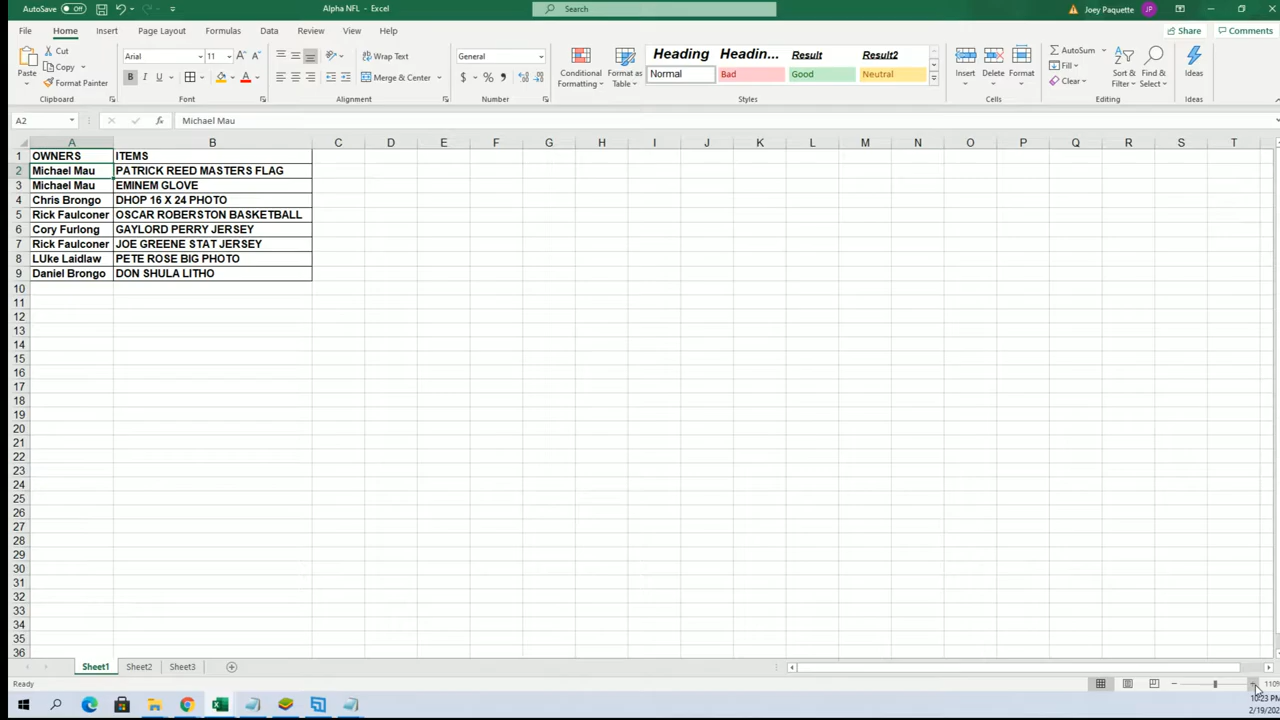 AutoSave Off Alpha NFL - Excel Search Joey Paquette JP
File Home Insert Page Layout Formulas Data Review View Help Share Comments
Paste Cut Copy Format Painter Clipboard
Arial 11 Font
Wrap Text Merge & Center Alignment
General $ % Number
Conditional Formatting Format as Table
Heading Headin... Result Result2
Normal Bad Good Neutral Styles
Insert Delete Format Cells
AutoSum Fill Clear Sort & Filter Find & Select Editing
Ideas Ideas
A2 fx Michael Mau
A B C D E F G H I J K L M N O P Q R S T
1 OWNERS ITEMS
2 Michael Mau PATRICK REED MASTERS FLAG
3 Michael Mau EMINEM GLOVE
4 Chris Brongo DHOP 16 X 24 PHOTO
5 Rick Faulconer OSCAR ROBERSTON BASKETBALL
6 Cory Furlong GAYLORD PERRY JERSEY
7 Rick Faulconer JOE GREENE STAT JERSEY
8 LUke Laidlaw PETE ROSE BIG PHOTO
9 Daniel Brongo DON SHULA LITHO
10
11
12
13
14
15
16
17
18
19
20
21
22
23
24
25
26
27
28
29
30
31
32
33
34
35
36
Sheet1 Sheet2 Sheet3
Ready 110%
10:23 PM